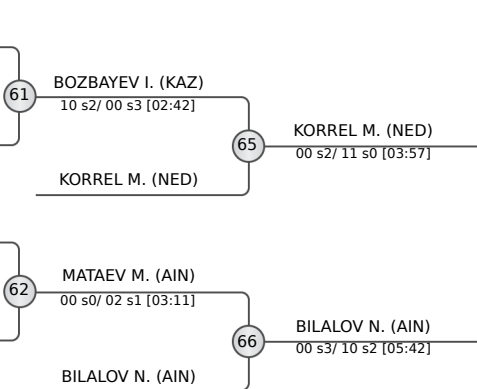 61
BOZBAYEV I. (KAZ)
10 s2/ 00 s3 [02:42]
KORREL M. (NED)
65
KORREL M. (NED)
00 s2/ 11 s0 [03:57]
62
MATAEV M. (AIN)
00 s0/ 02 s1 [03:11]
BILALOV N. (AIN)
66
BILALOV N. (AIN)
00 s3/ 10 s2 [05:42]